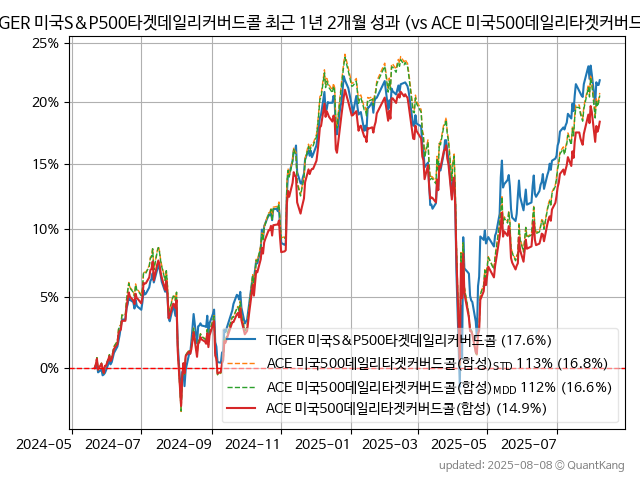 GER 미국S&P500타겟데일리커버드콜 최근 1년 2개월 성과 (vs ACE 미국500데일리타겟커버드
25%
20%
15%
10%
5%
0%
TIGER 미국S&P500타겟데일리커버드콜 (17.6%)
ACE 미국500데일리타겟커버드콜(합성)STD 113% (16.8%)
ACE 미국500데일리타겟커버드콜(합성)MDD 112% (16.6%)
ACE 미국500데일리타겟커버드콜(합성) (14.9%)
2024-05 2024-07 2024-09 2024-11 2025-01 2025-03 2025-05 2025-07
updated: 2025-08-08 © QuantKang